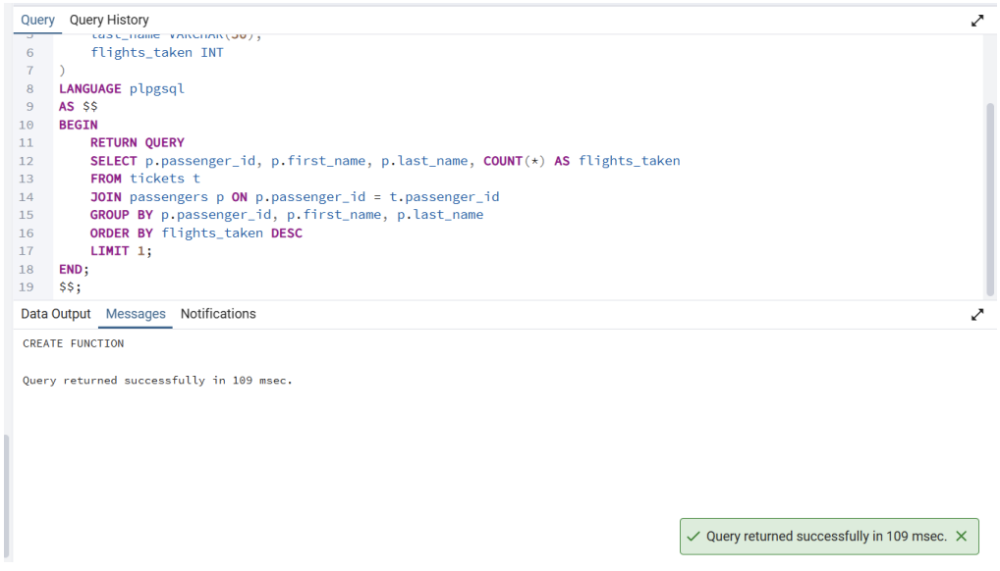 Query Query History
5 last_name VARCHAR(50),
6 flights_taken INT
7 )
8 LANGUAGE plpgsql
9 AS $$
10 BEGIN
11 RETURN QUERY
12 SELECT p.passenger_id, p.first_name, p.last_name, COUNT(*) AS flights_taken
13 FROM tickets t
14 JOIN passengers p ON p.passenger_id = t.passenger_id
15 GROUP BY p.passenger_id, p.first_name, p.last_name
16 ORDER BY flights_taken DESC
17 LIMIT 1;
18 END;
19 $$;
Data Output Messages Notifications
CREATE FUNCTION
Query returned successfully in 109 msec.
Query returned successfully in 109 msec.